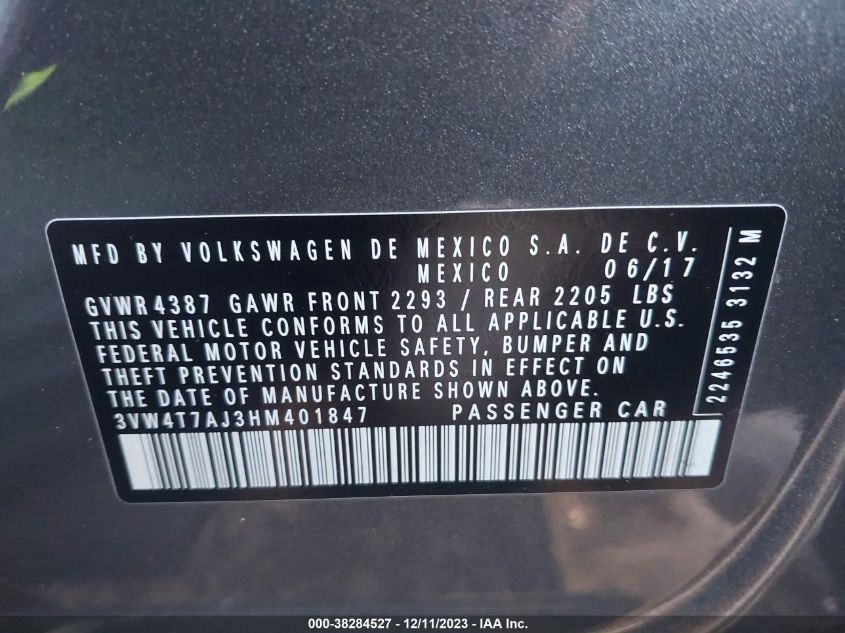 MFD BY VOLKSWAGEN DE MEXICO S.A. DE C.V.
MEXICO 06/17
GVWR 4387 GAWR FRONT 2293 / REAR 2205 LBS
THIS VEHICLE CONFORMS TO ALL APPLICABLE U.S.
FEDERAL MOTOR VEHICLE SAFETY, BUMPER AND
THEFT PREVENTION STANDARDS IN EFFECT ON
THE DATE OF MANUFACTURE SHOWN ABOVE.
3VW4T7AJ3HM401847 PASSENGER CAR
2246535 3132 M
000-38284527 - 12/11/2023 - IAA Inc.